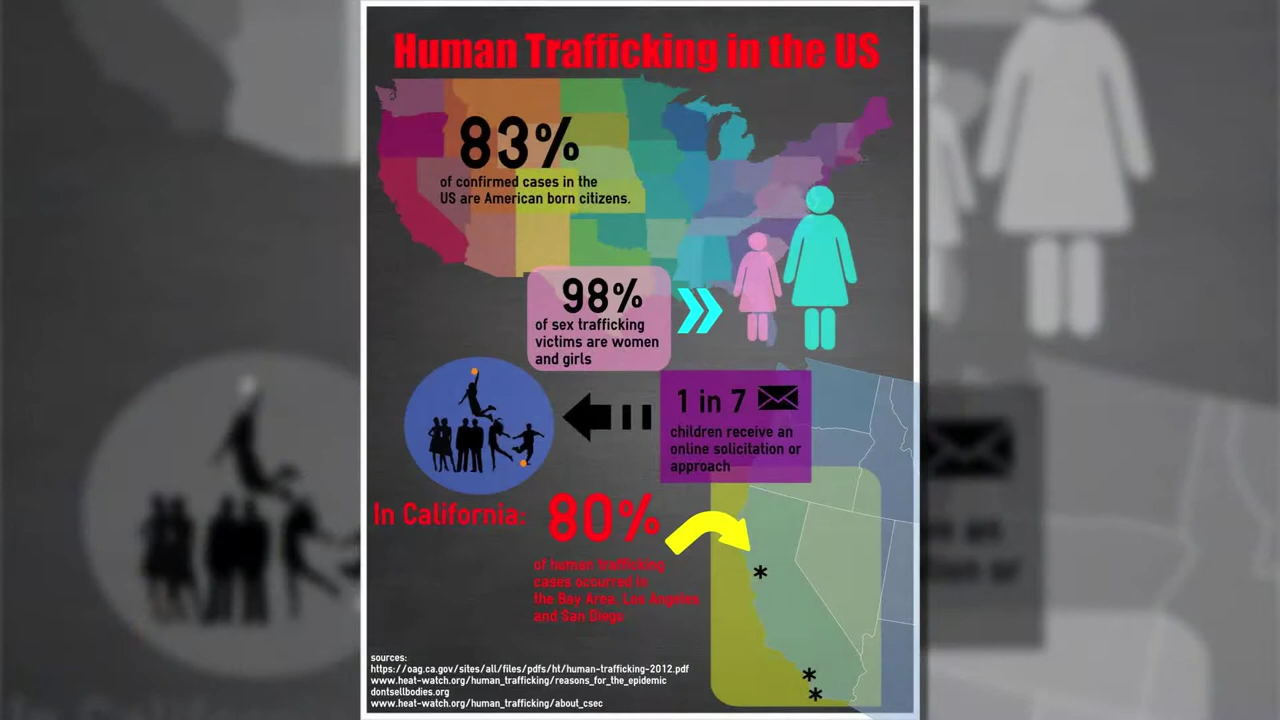 Human Trafficking in the US
83%
of confirmed cases in the
US are American born citizens.
98%
of sex trafficking
victims are women
and girls
1 in 7
children receive an
online solicitation or
approach
In California: 80%
of human trafficking
cases occurred in
the Bay Area, Los Angeles
and San Diego
sources:
https://oag.ca.gov/sites/all/files/pdfs/ht/human-trafficking-2012.pdf
www.heat-watch.org/human_trafficking/reasons_for_the_epidemic
dontsellbodies.org
www.heat-watch.org/human_trafficking/about_csec